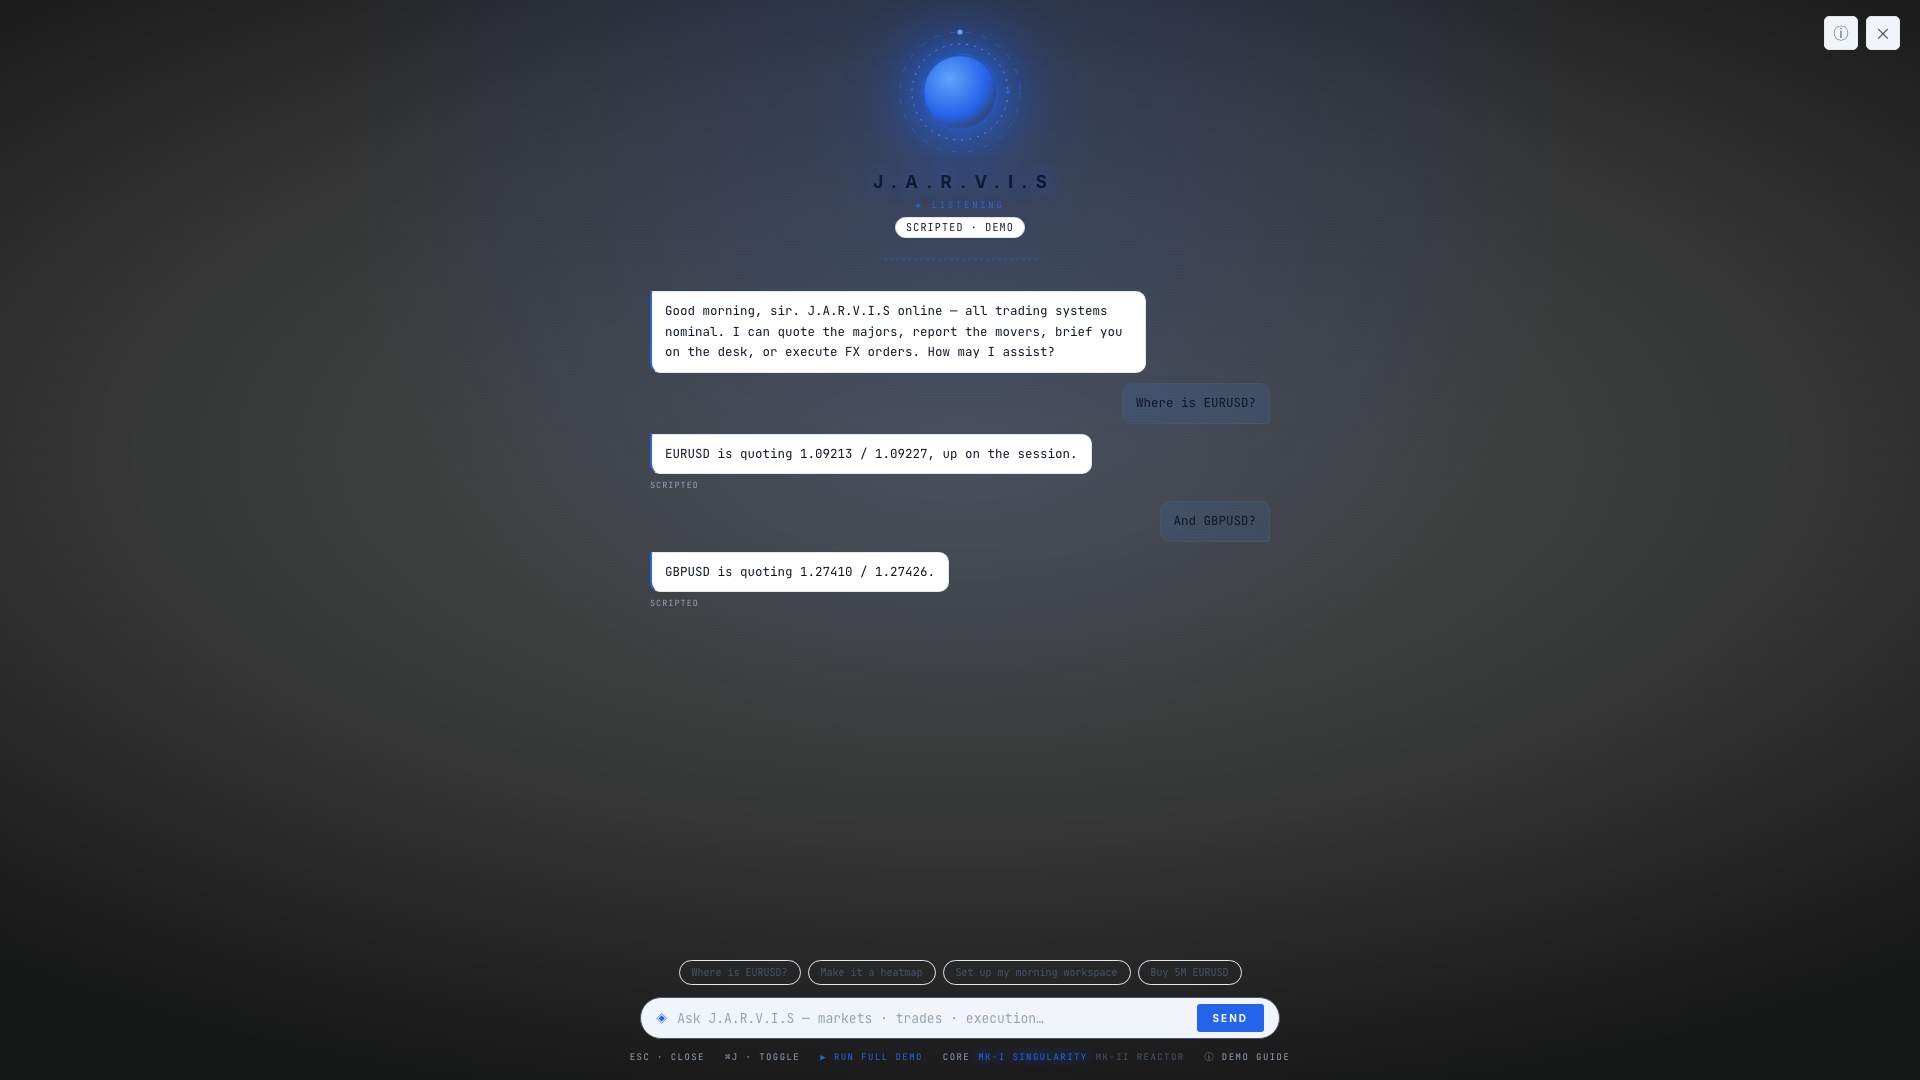 J.A.R.V.I.S
◈ LISTENING
SCRIPTED · DEMO
Good morning, sir. J.A.R.V.I.S online — all trading systems
nominal. I can quote the majors, report the movers, brief you
on the desk, or execute FX orders. How may I assist?
Where is EURUSD?
EURUSD is quoting 1.09213 / 1.09227, up on the session.
SCRIPTED
And GBPUSD?
GBPUSD is quoting 1.27410 / 1.27426.
SCRIPTED
Where is EURUSD? Make it a heatmap Set up my morning workspace Buy 5M EURUSD
◈ Ask J.A.R.V.I.S — markets · trades · execution… SEND
ESC · CLOSE ⌘J · TOGGLE ▶ RUN FULL DEMO CORE MK-I SINGULARITY MK-II REACTOR ⓘ DEMO GUIDE